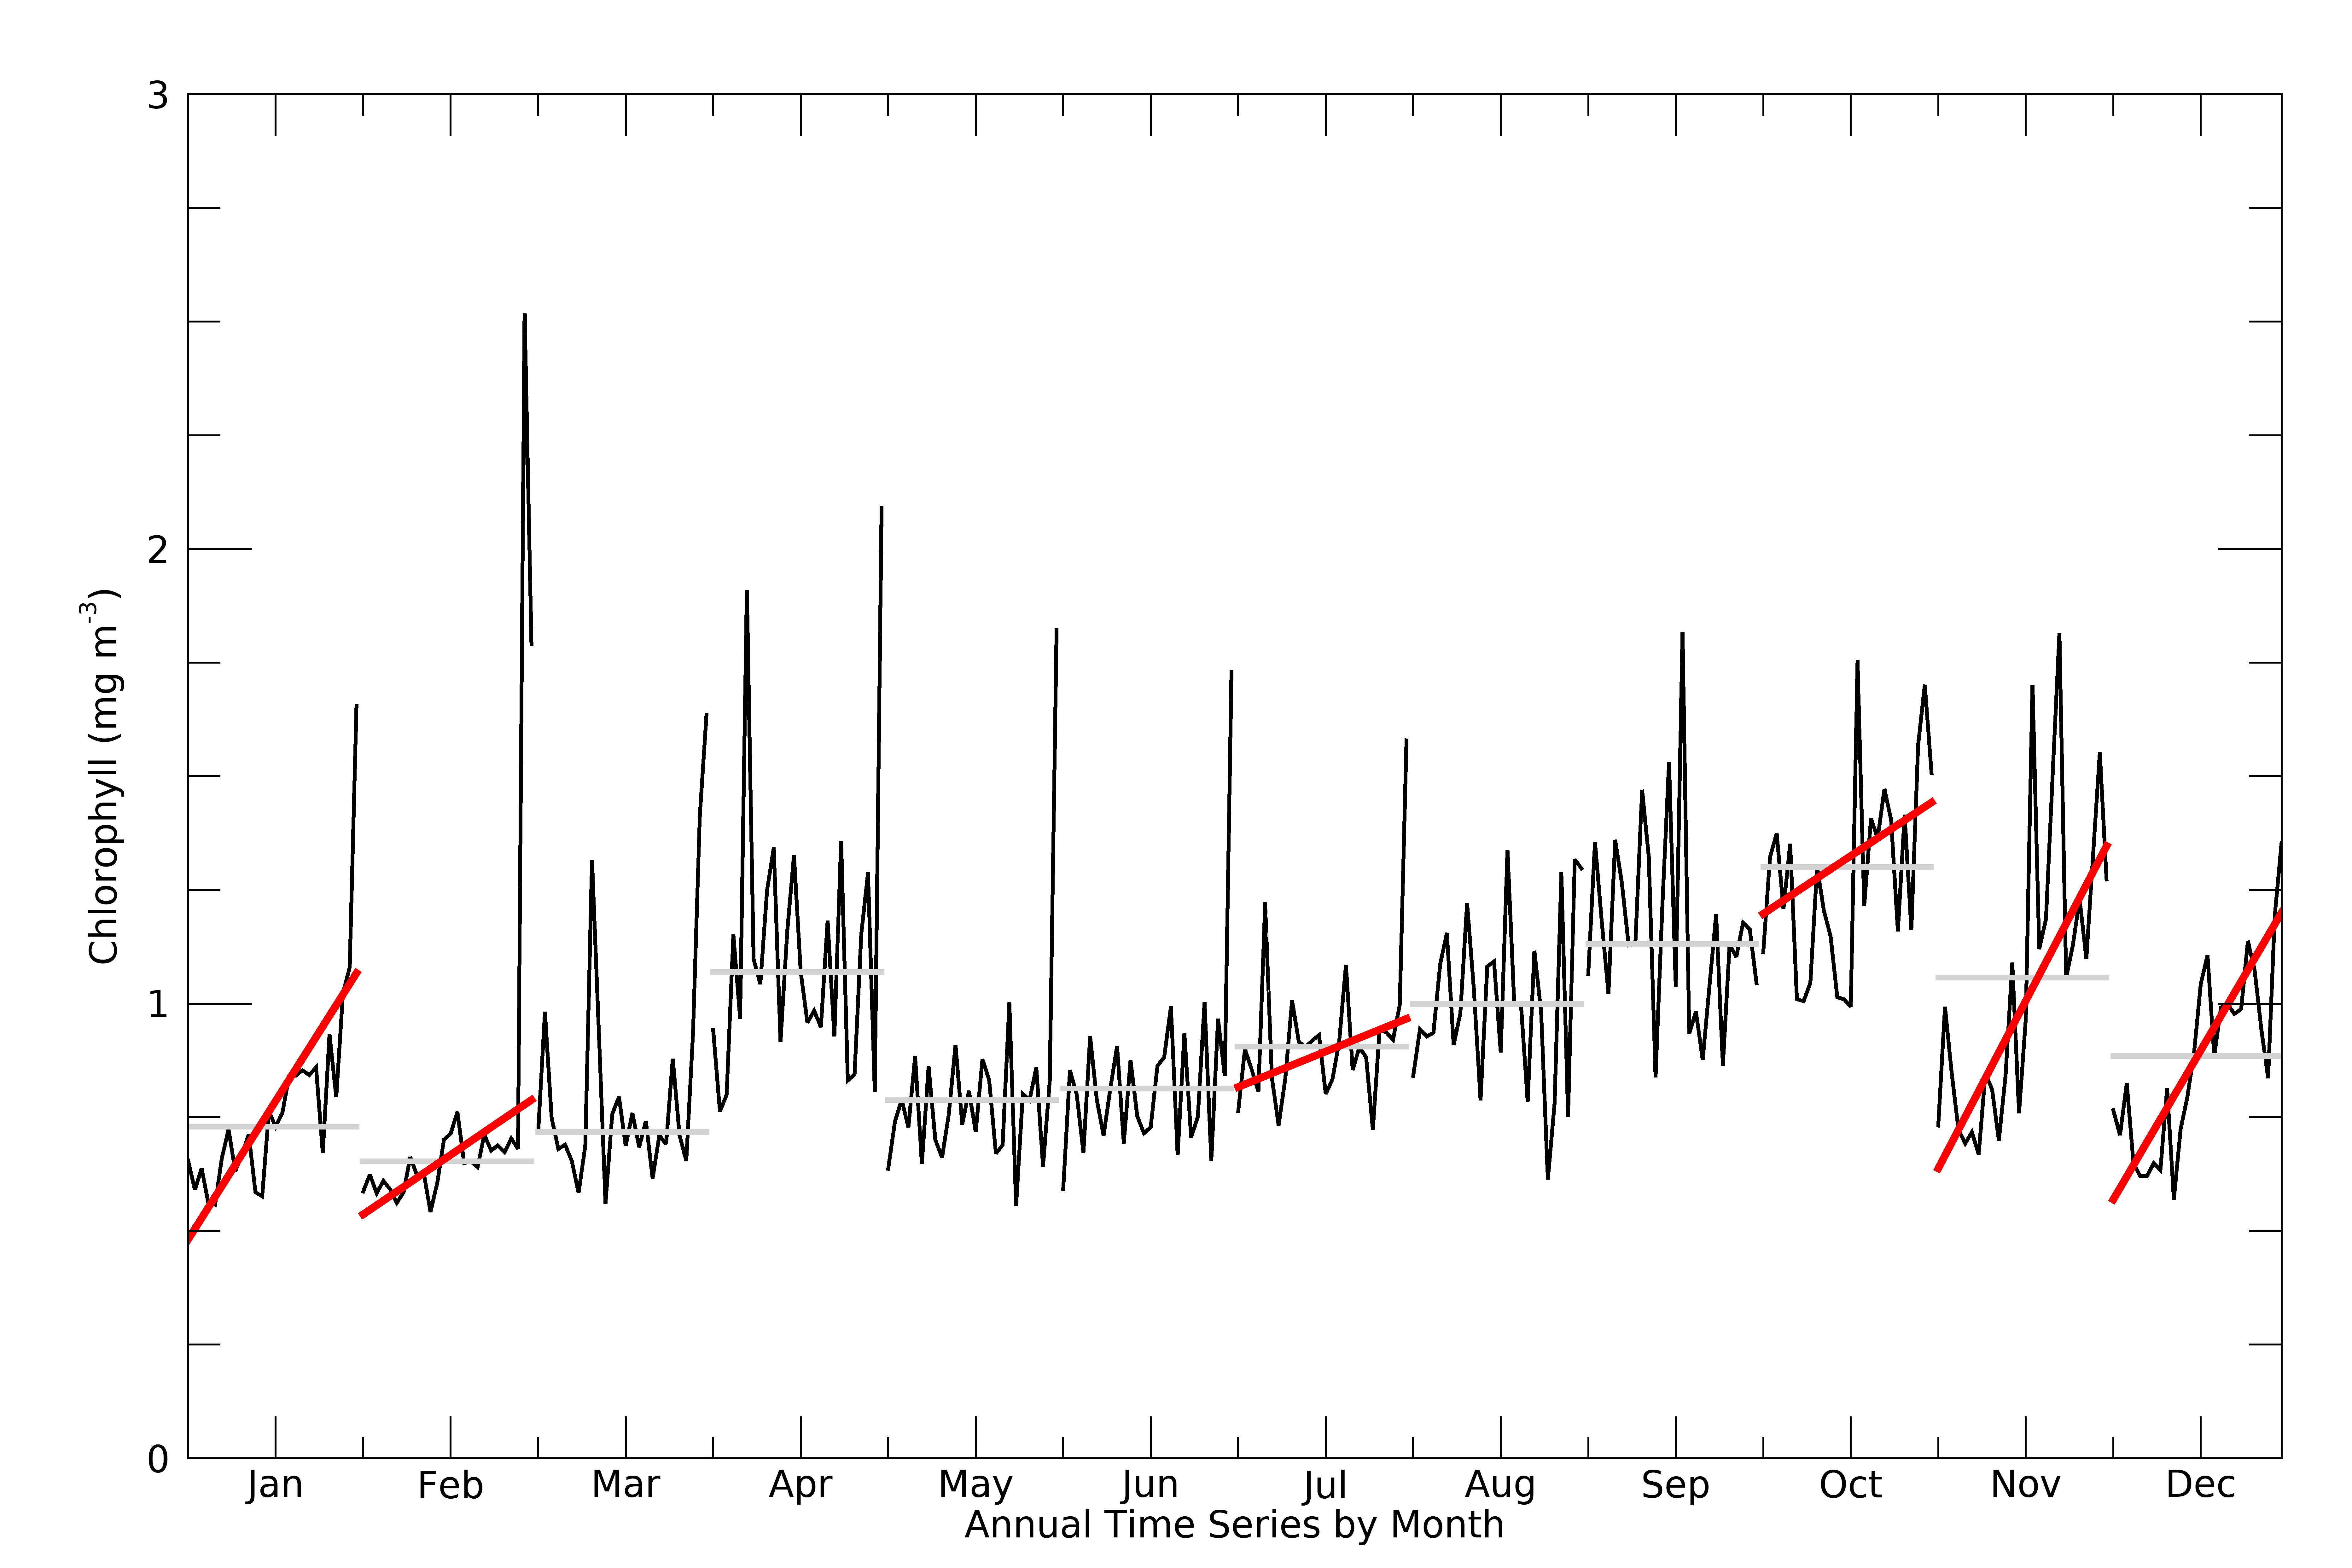 3
2
1
0
Chlorophyll (mg m-3)
Jan Feb Mar Apr May Jun Jul Aug Sep Oct Nov Dec
Annual Time Series by Month